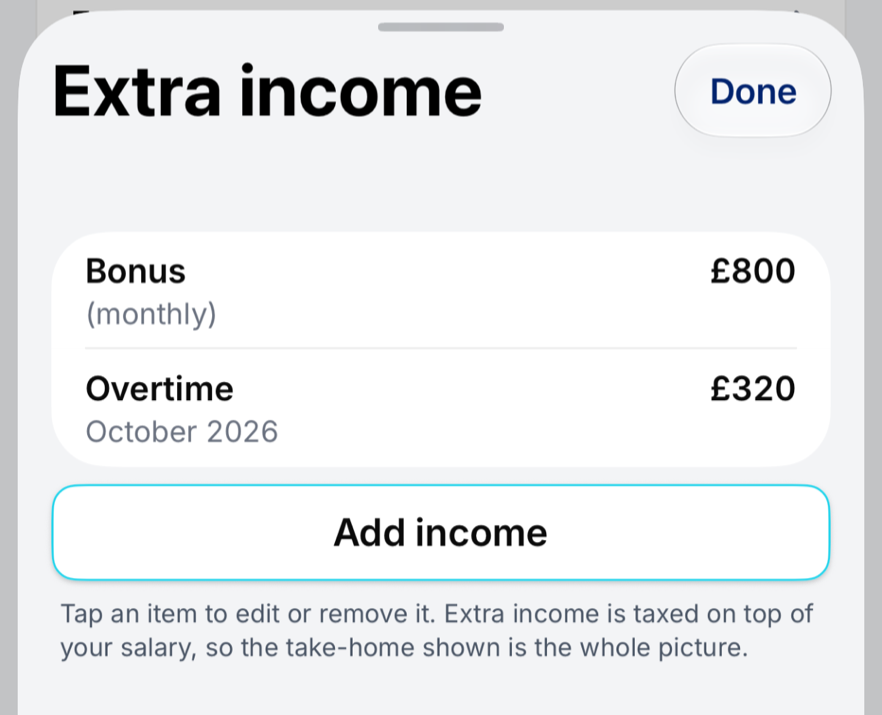 Extra income
Done
Bonus
£800
(monthly)
Overtime
£320
October 2026
Add income
Tap an item to edit or remove it. Extra income is taxed on top of
your salary, so the take-home shown is the whole picture.